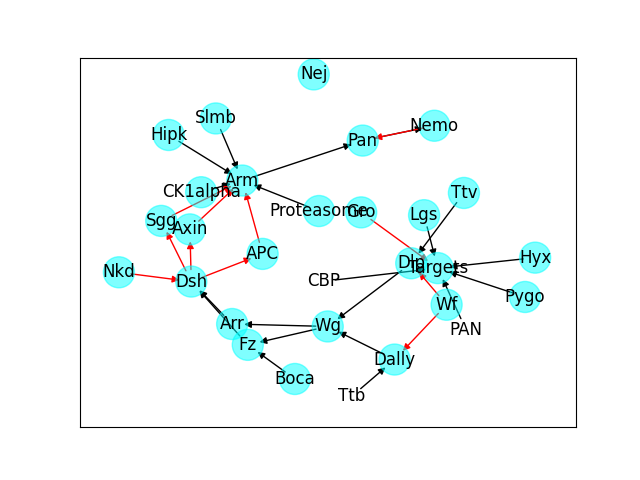 Nej
Slmb
Hipk
Nemo
Pan
Arm
CK1alpha
Ttv
Proteasome
Gro
Lgs
Sgg
Axin
APC
Hyx
Dlp
Targets
Nkd
Dsh
CBP
Pygo
Wf
Arr
Wg
PAN
Fz
Dally
Boca
Ttb